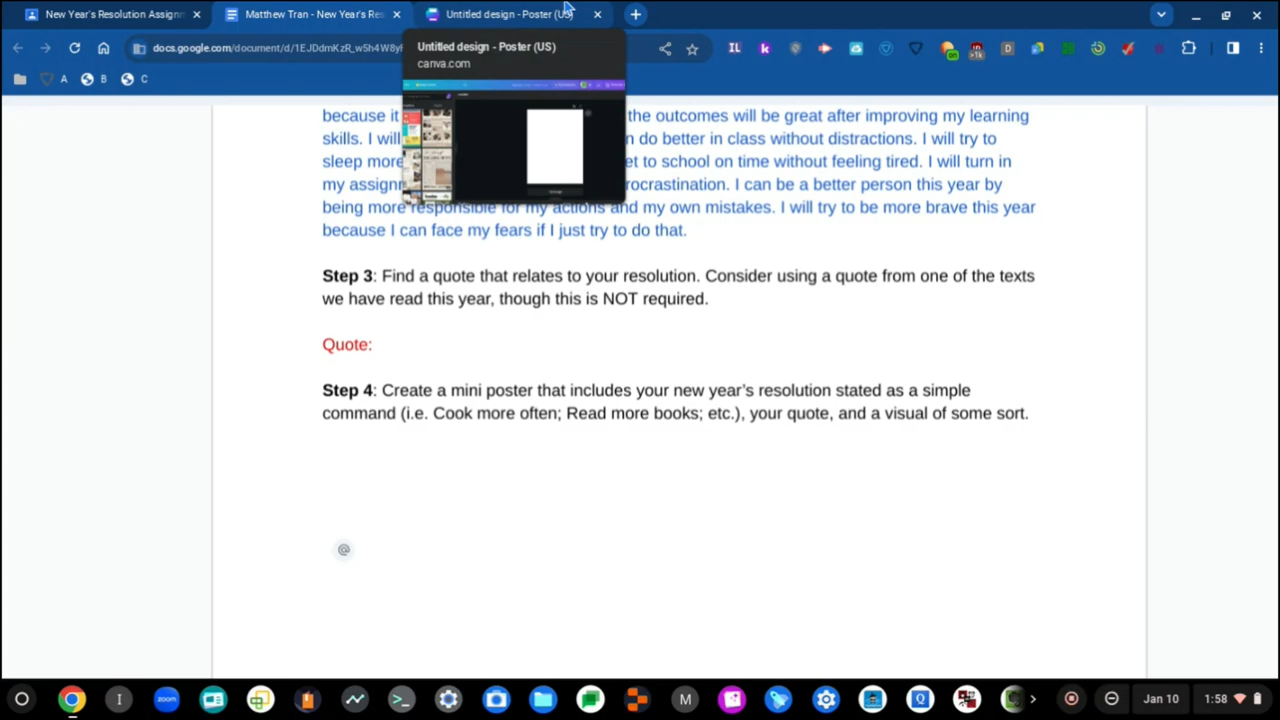 New Year's Resolution Assignm
Matthew Tran - New Year's Res
Untitled design - Poster (US)
docs.google.com/document/d/1EJDdmKzR_w5h4W8y
A
B
C
Untitled design - Poster (US)
canva.com
because it the outcomes will be great after improving my learning
skills. I will n do better in class without distractions. I will try to
sleep more et to school on time without feeling tired. I will turn in
my assignm rocrastination. I can be a better person this year by
being more responsible for my actions and my own mistakes. I will try to be more brave this year
because I can face my fears if I just try to do that.
Step 3: Find a quote that relates to your resolution. Consider using a quote from one of the texts
we have read this year, though this is NOT required.
Quote:
Step 4: Create a mini poster that includes your new year's resolution stated as a simple
command (i.e. Cook more often; Read more books; etc.), your quote, and a visual of some sort.
@
IL
k
on
>1k
D
I
zoom
M
Q
Jan 10
1:58